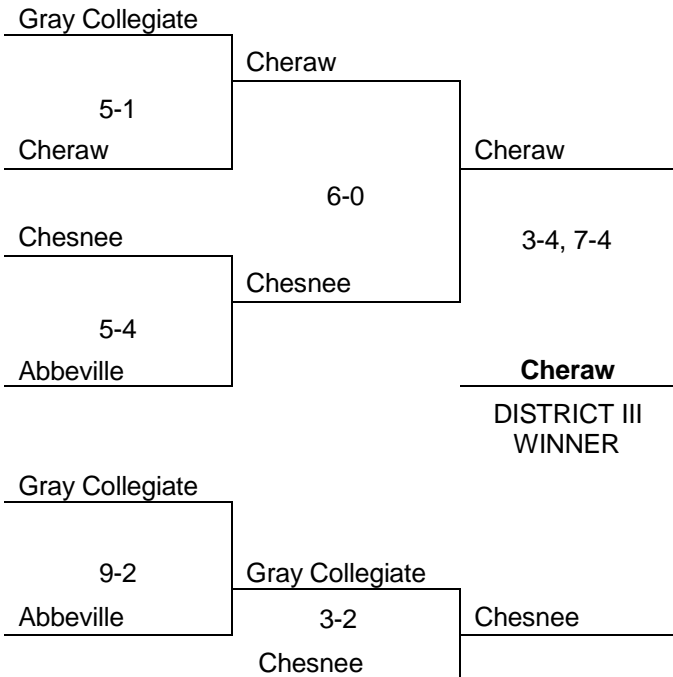 Gray Collegiate
Cheraw
5-1
Cheraw
Cheraw
6-0
Chesnee
3-4, 7-4
Chesnee
5-4
Abbeville
Cheraw
DISTRICT III
WINNER
Gray Collegiate
9-2
Gray Collegiate
Abbeville
3-2
Chesnee
Chesnee